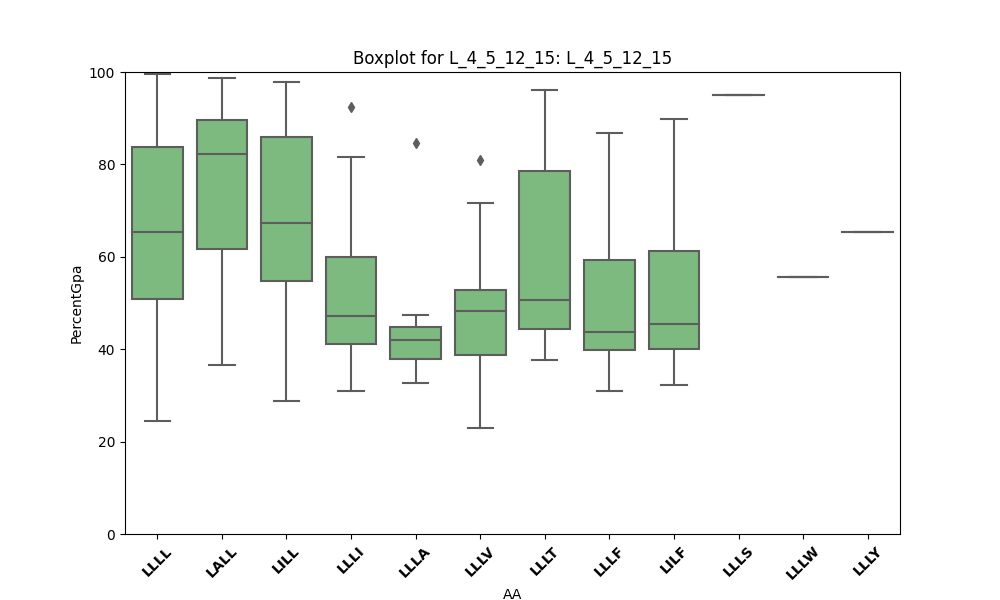 Boxplot for L_4_5_12_15: L_4_5_12_15
PercentGpa
100
80
60
40
20
0
LLLL LALL LILL LLLI LLLA LLLV LLLT LLLF LILF LLLS LLLW LLLY
AA